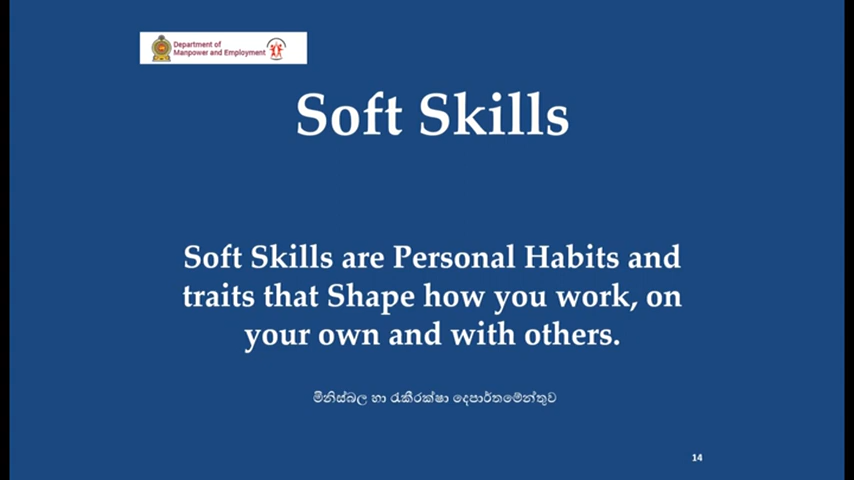 Department of
Manpower and Employment
Soft Skills
Soft Skills are Personal Habits and
traits that Shape how you work, on
your own and with others.
මිනිස්බල හා රැකීරක්ෂා දෙපාර්තමේන්තුව
14